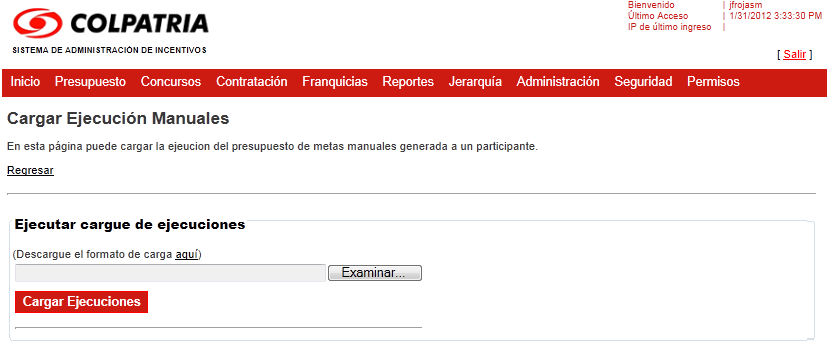 COLPATRIA
SISTEMA DE ADMINISTRACIÓN DE INCENTIVOS
Bienvenido | jfrojasm
Último Acceso | 1/31/2012 3:33:30 PM
IP de último ingreso |
[ Salir ]
Inicio Presupuesto Concursos Contratación Franquicias Reportes Jerarquía Administración Seguridad Permisos
Cargar Ejecución Manuales
En esta página puede cargar la ejeucion del presupuesto de metas manuales generada a un participante.
Regresar
Ejecutar cargue de ejecuciones
(Descargue el formato de carga aquí)
Examinar...
Cargar Ejecuciones